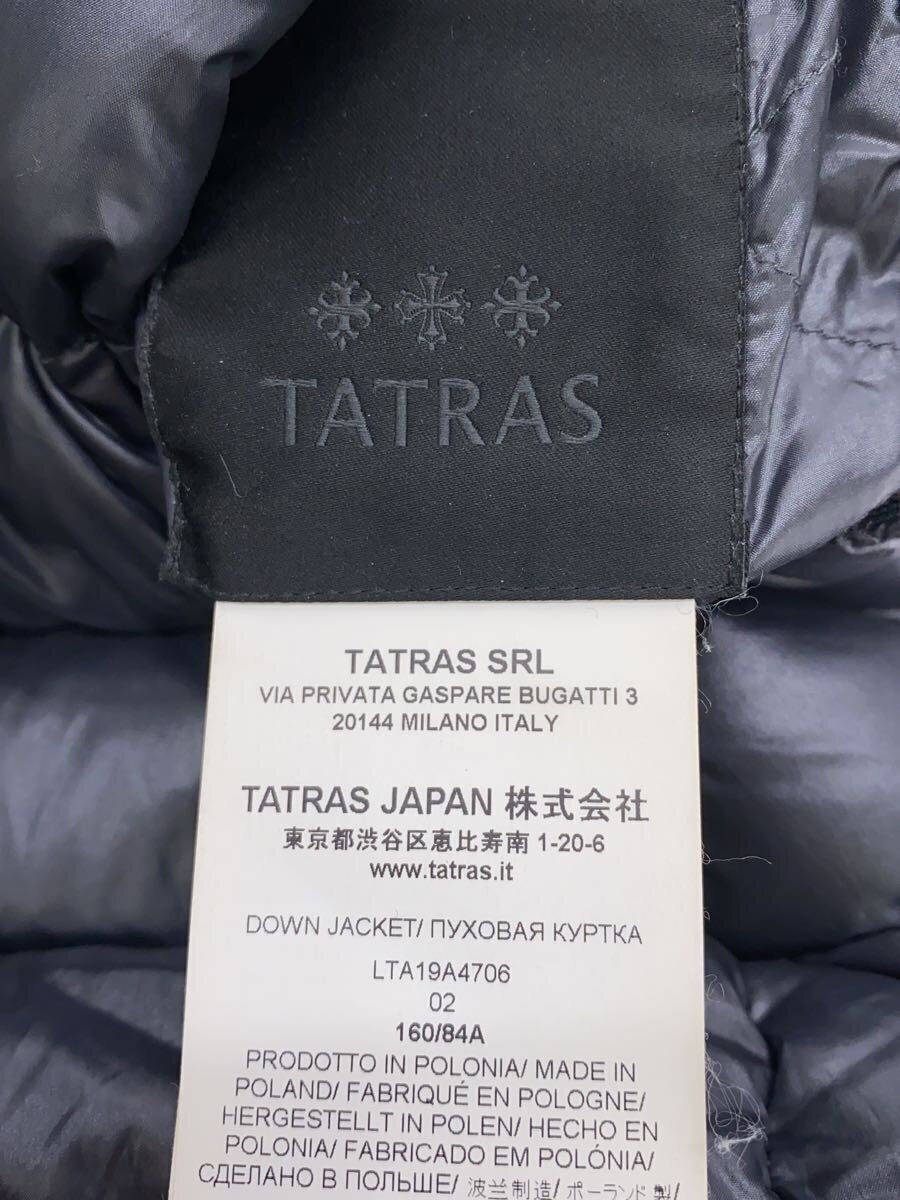 TATRAS
TATRAS SRL
VIA PRIVATA GASPARE BUGATTI 3
20144 MILANO ITALY
TATRAS JAPAN 株式会社
東京都渋谷区恵比寿南 1-20-6
www.tatras.it
DOWN JACKET/ ПУХОВАЯ КУРТКА
LTA19A4706
02
160/84A
PRODOTTO IN POLONIA/ MADE IN
POLAND/ FABRIQUÉ EN POLOGNE/
HERGESTELLT IN POLEN/ HECHO EN
POLONIA/ FABRICADO EM POLÓNIA/
СДЕЛАНО В ПОЛЬШЕ/ 波兰制造/ ポーランド製/